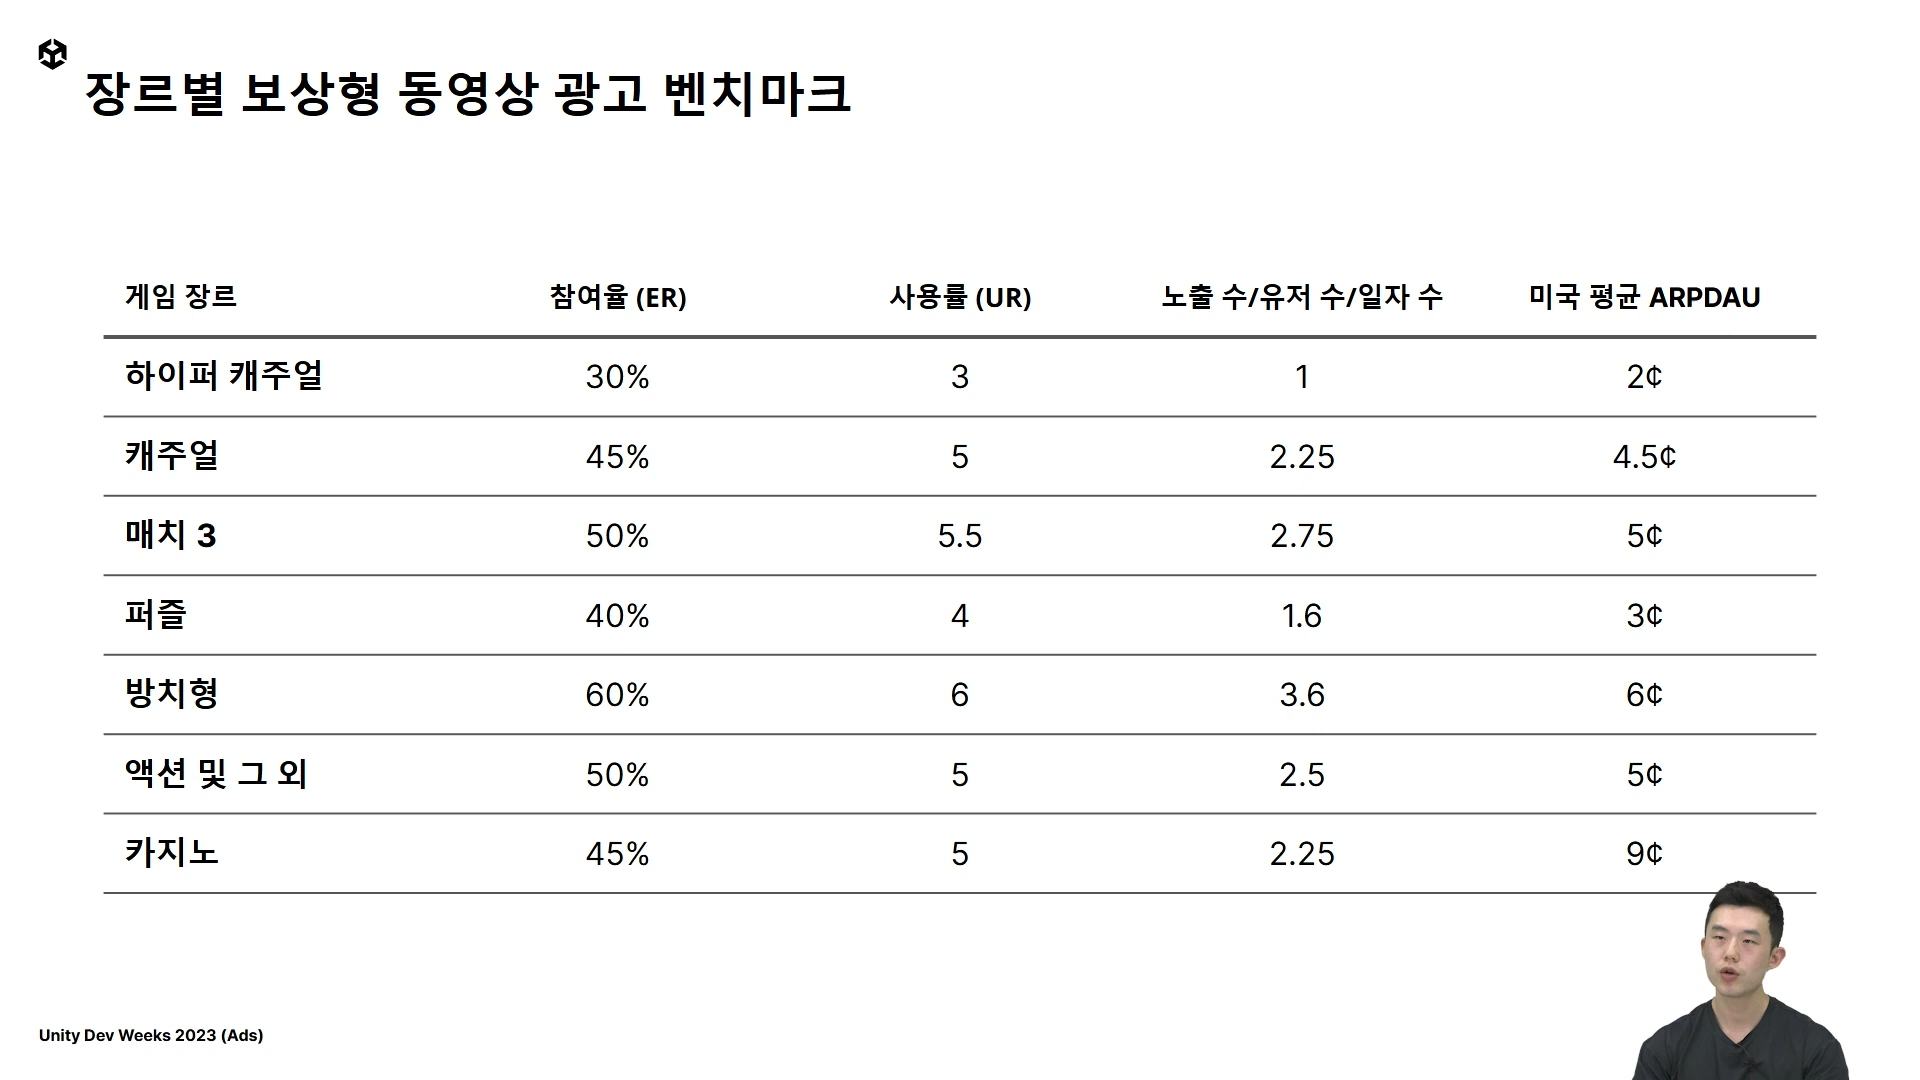 장르별 보상형 동영상 광고 벤치마크
게임 장르 참여율 (ER) 사용률 (UR) 노출 수/유저 수/일자 수 미국 평균 ARPDAU
하이퍼 캐주얼 30% 3 1 2¢
캐주얼 45% 5 2.25 4.5¢
매치 3 50% 5.5 2.75 5¢
퍼즐 40% 4 1.6 3¢
방치형 60% 6 3.6 6¢
액션 및 그 외 50% 5 2.5 5¢
카지노 45% 5 2.25 9¢
Unity Dev Weeks 2023 (Ads)